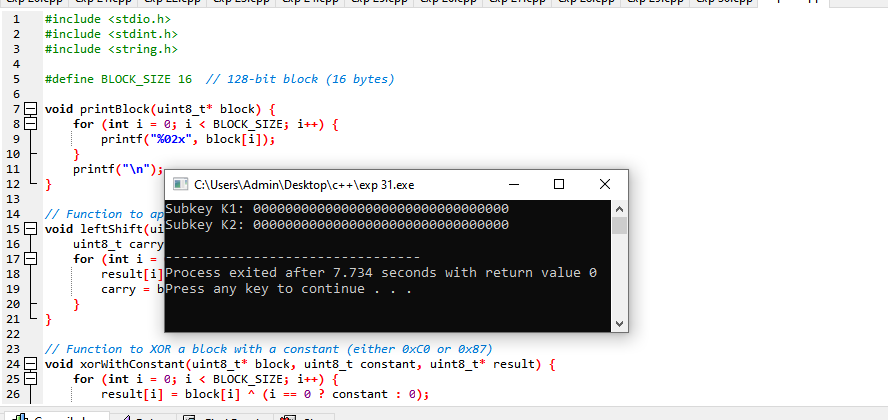 1 #include <stdio.h>
2 #include <stdint.h>
3 #include <string.h>
4
5 #define BLOCK_SIZE 16 // 128-bit block (16 bytes)
6
7 void printBlock(uint8_t* block) {
8 for (int i = 0; i < BLOCK_SIZE; i++) {
9 printf("%02x", block[i]);
10 }
11 printf("\n");
12 }
13
14 // Function to ap
15 void leftShift(ui
16 uint8_t carry
17 for (int i =
18 result[i]
19 carry = b
20 }
21 }
22
23 // Function to XOR a block with a constant (either 0xC0 or 0x87)
24 void xorWithConstant(uint8_t* block, uint8_t constant, uint8_t* result) {
25 for (int i = 0; i < BLOCK_SIZE; i++) {
26 result[i] = block[i] ^ (i == 0 ? constant : 0);
C:\Users\Admin\Desktop\c++\exp 31.exe
Subkey K1: 00000000000000000000000000000000
Subkey K2: 00000000000000000000000000000000
--------------------------------
Process exited after 7.734 seconds with return value 0
Press any key to continue . . .